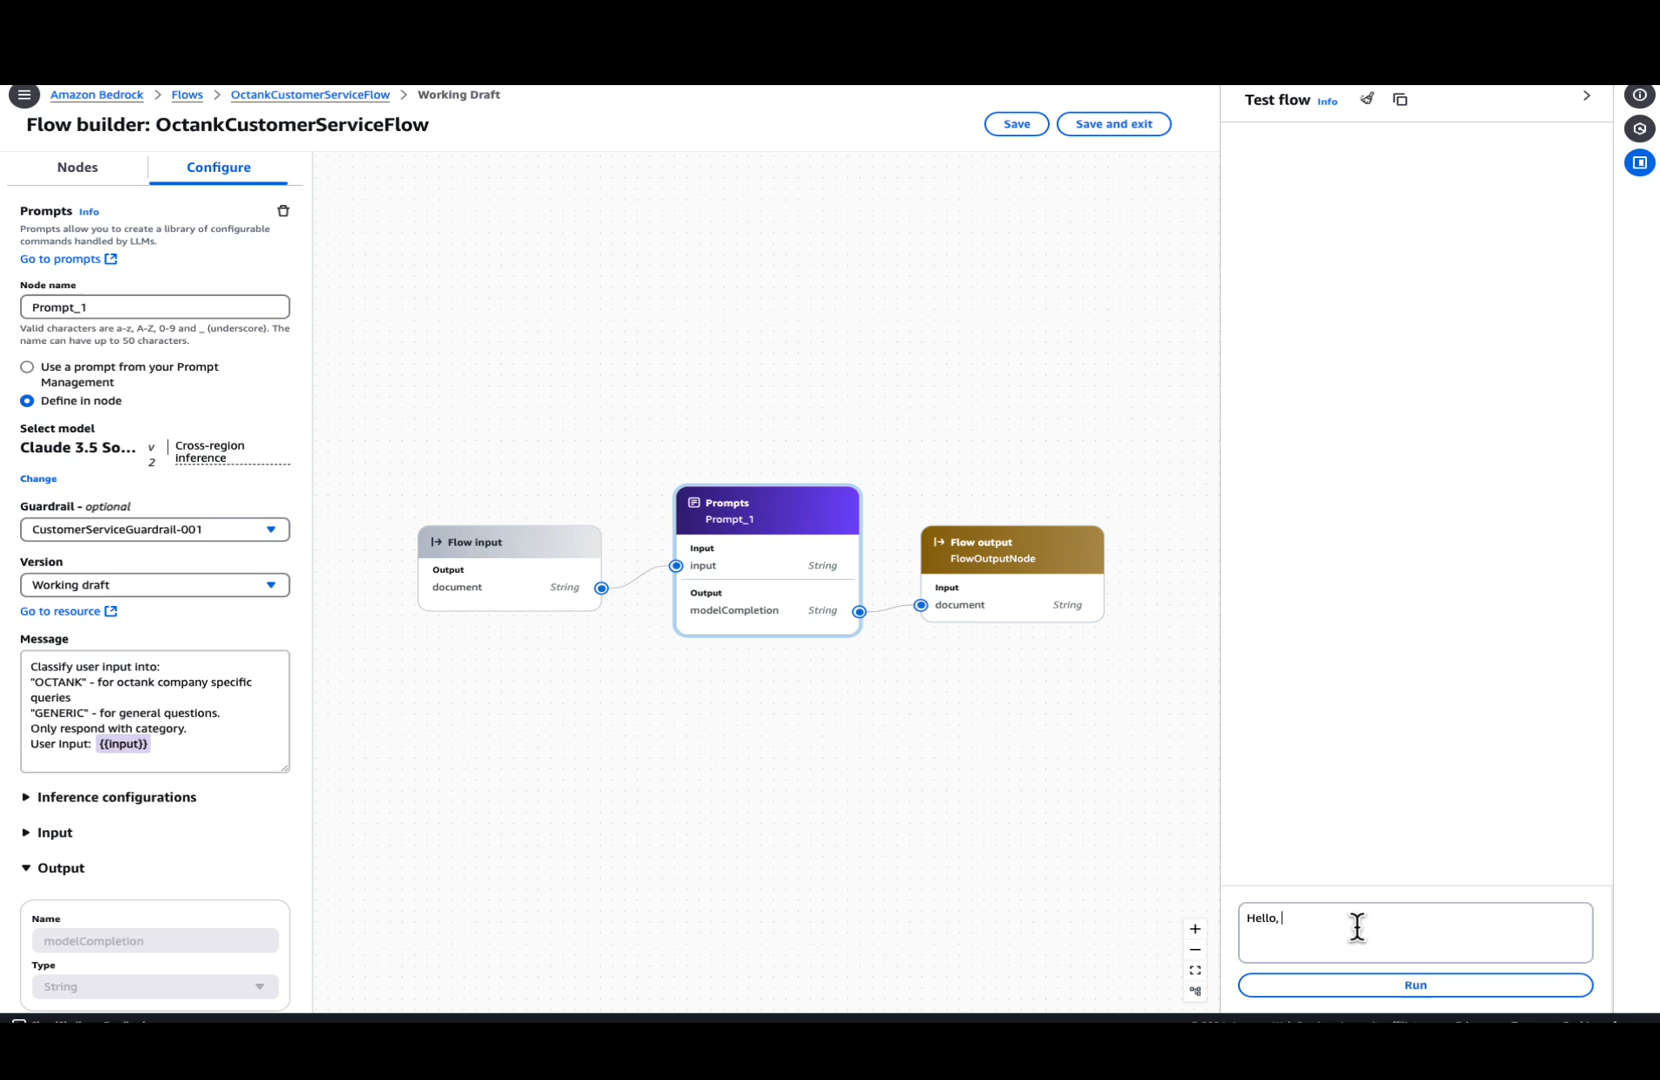 Amazon Bedrock > Flows > OctankCustomerServiceFlow > Working Draft
Flow builder: OctankCustomerServiceFlow
Save
Save and exit
Nodes
Configure
Prompts Info
Prompts allow you to create a library of configurable
commands handled by LLMs.
Go to prompts
Node name
Prompt_1
Valid characters are a-z, A-Z, 0-9 and _ (underscore). The
name can have up to 50 characters.
Use a prompt from your Prompt
Management
Define in node
Select model
Claude 3.5 So... v
2
Cross-region
inference
Change
Guardrail - optional
CustomerServiceGuardrail-001
Version
Working draft
Go to resource
Message
Classify user input into:
"OCTANK" - for octank company specific
queries
"GENERIC" - for general questions.
Only respond with category.
User Input: {{input}}
Inference configurations
Input
Output
Name
modelCompletion
Type
String
Flow input
Output
document String
Prompts
Prompt_1
Input
input String
Output
modelCompletion String
Flow output
FlowOutputNode
Input
document String
Test flow Info
Hello,
Run